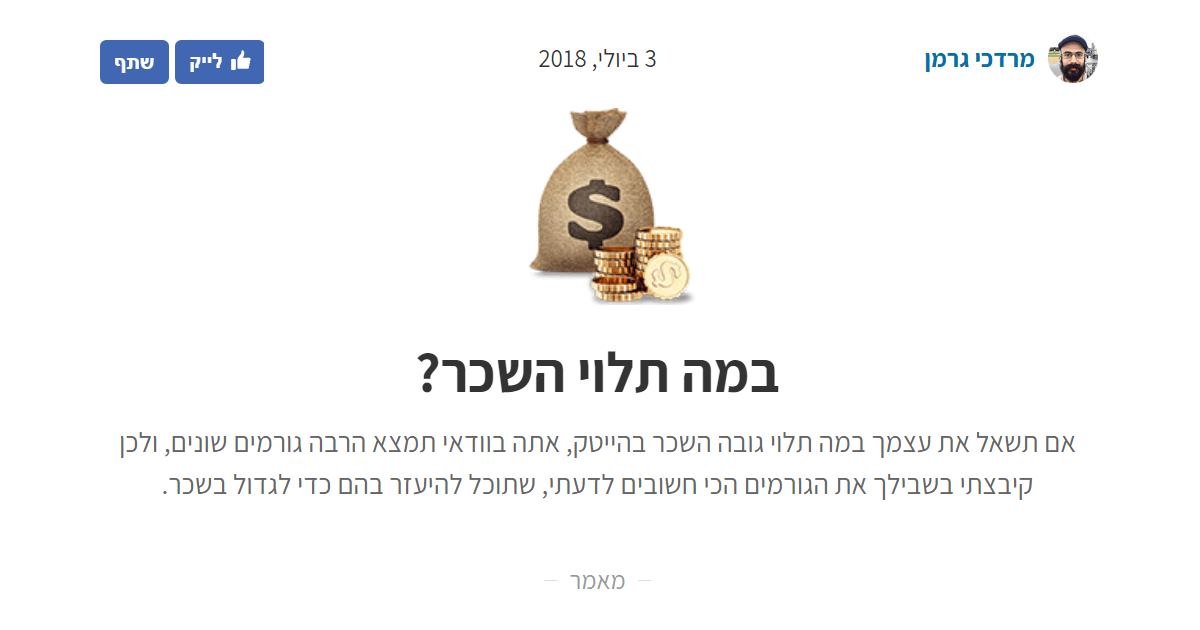 מרדכי גרמן
3 ביולי, 2018
לייק
שתף
$
במה תלוי השכר?
אם תשאל את עצמך במה תלוי גובה השכר בהייטק, אתה בוודאי תמצא הרבה גורמים שונים, ולכן
קיבצתי בשבילך את הגורמים הכי חשובים לדעתי, שתוכל להיעזר בהם כדי לגדול בשכר.
— מאמר —